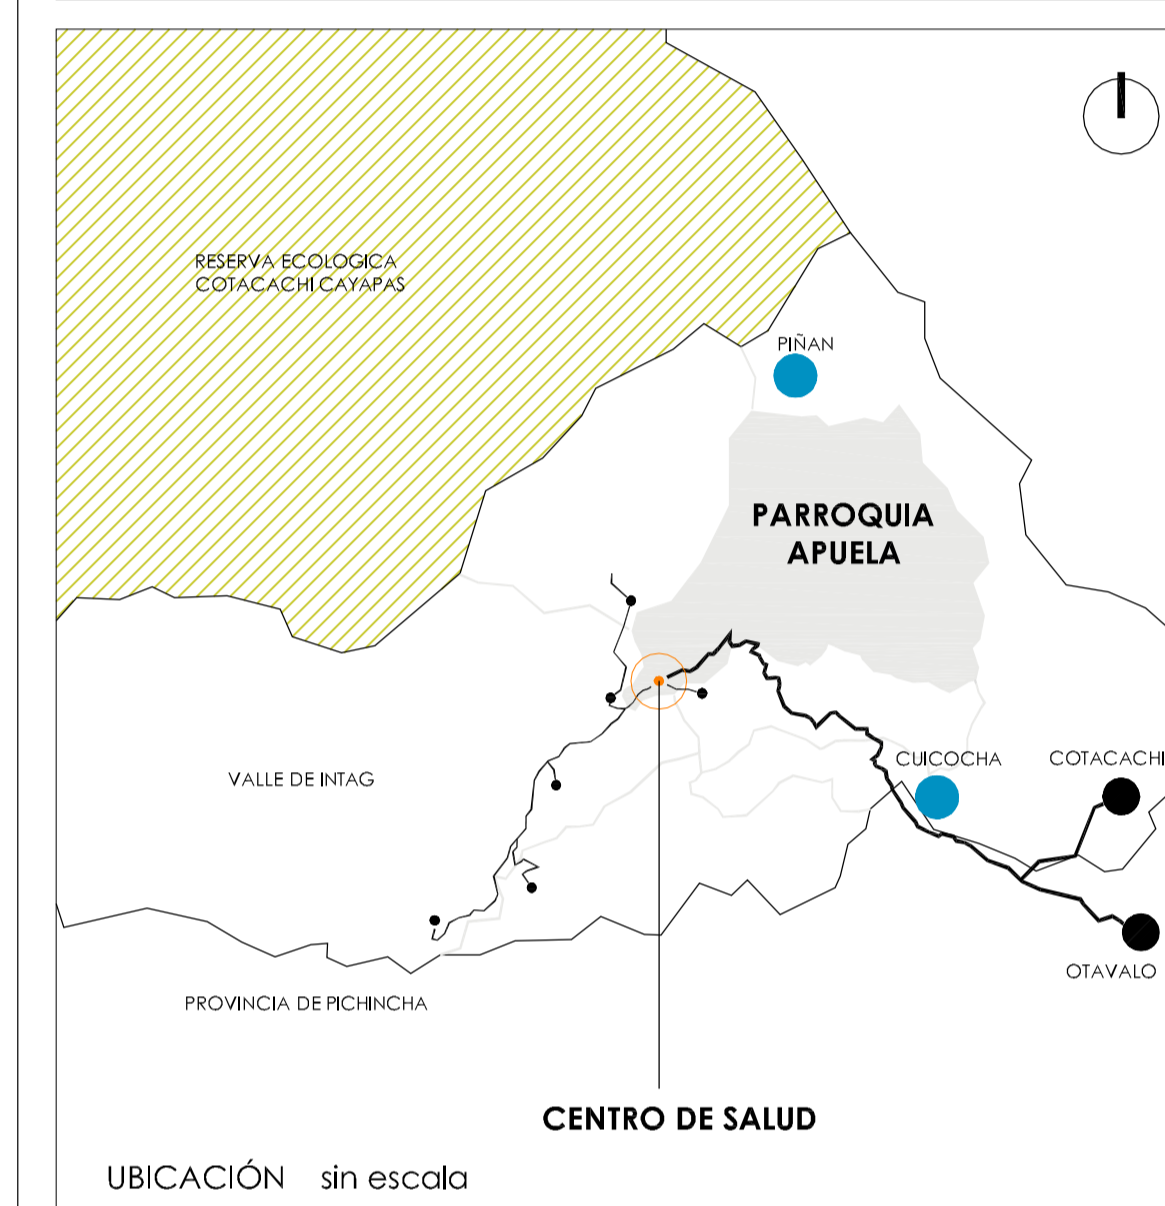 RESERVA ECOLOGICA
COTACACHI CAYAPAS
PIÑAN
PARROQUIA
APUELA
VALLE DE INTAG
CUICOCHA
COTACACHI
OTAVALO
PROVINCIA DE PICHINCHA
CENTRO DE SALUD
UBICACIÓN sin escala